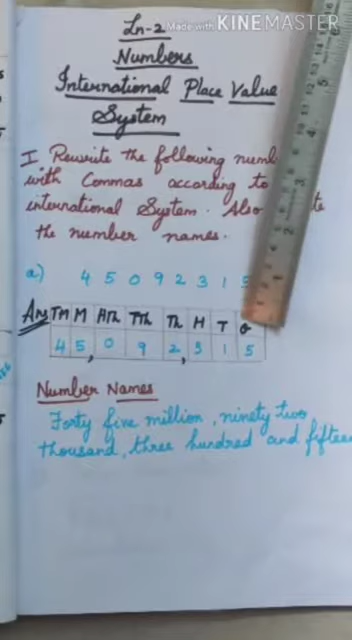 Ln-2
Made with KINEMASTER
Numbers
International Place Value
System
I Rewrite the following
with Commas according to
international System. Also
the number names.
a) 4 5 0 9 2 3 1 5
Ans TM M HTh TTh Th H T O
4 5, 0 9 2, 3 1 5
Number Names
Forty five million, ninety two
thousand, three hundred and fifteen